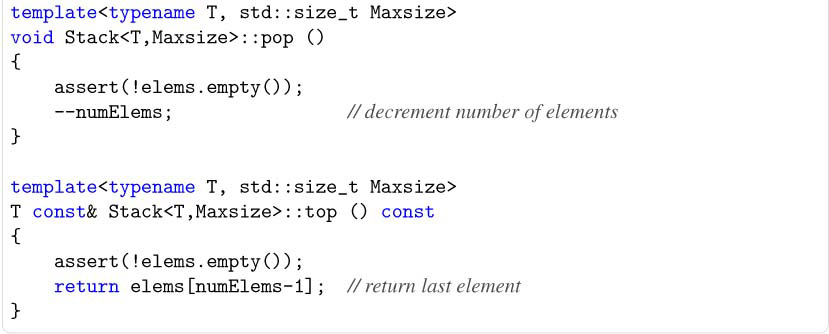 template<typename T, std::size_t Maxsize>
void Stack<T,Maxsize>::pop ()
{
    assert(!elems.empty());
    --numElems;                // decrement number of elements
}

template<typename T, std::size_t Maxsize>
T const& Stack<T,Maxsize>::top () const
{
    assert(!elems.empty());
    return elems[numElems-1];  // return last element
}